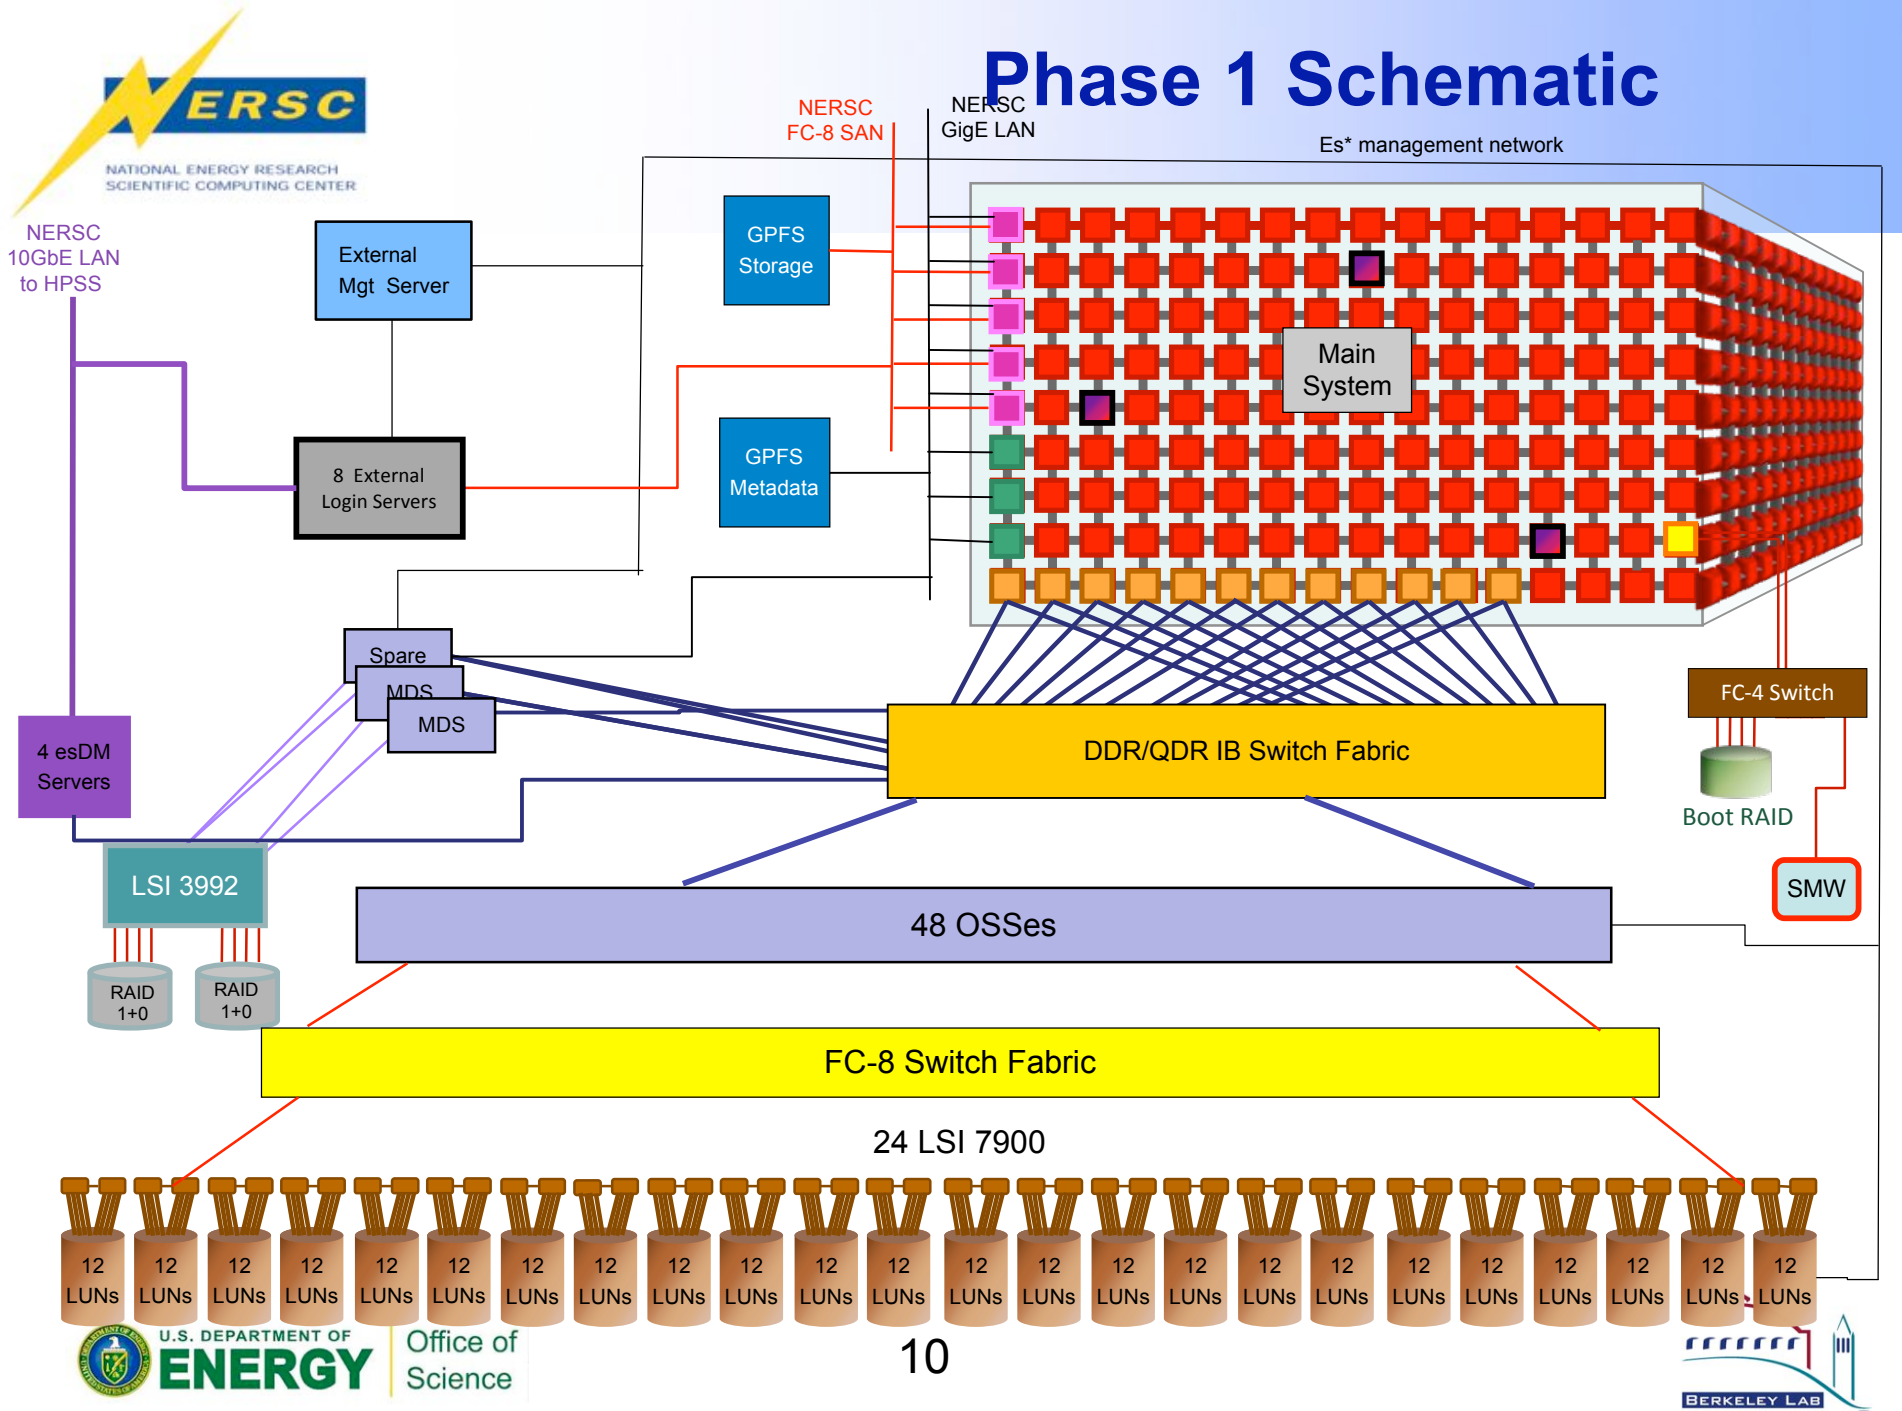 Phase 1 Schematic
NERSC
NATIONAL ENERGY RESEARCH
SCIENTIFIC COMPUTING CENTER
NERSC
FC-8 SAN
NERSC
GigE LAN
Es* management network
NERSC
10GbE LAN
to HPSS
External
Mgt Server
GPFS
Storage
Main
System
8 External
Login Servers
GPFS
Metadata
Spare
MDS
MDS
FC-4 Switch
4 esDM
Servers
DDR/QDR IB Switch Fabric
Boot RAID
LSI 3992
SMW
48 OSSes
RAID
1+0
RAID
1+0
FC-8 Switch Fabric
24 LSI 7900
12
LUNs
12
LUNs
12
LUNs
12
LUNs
12
LUNs
12
LUNs
12
LUNs
12
LUNs
12
LUNs
12
LUNs
12
LUNs
12
LUNs
12
LUNs
12
LUNs
12
LUNs
12
LUNs
12
LUNs
12
LUNs
12
LUNs
12
LUNs
12
LUNs
12
LUNs
12
LUNs
12
LUNs
U.S. DEPARTMENT OF
ENERGY
Office of
Science
10
BERKELEY LAB